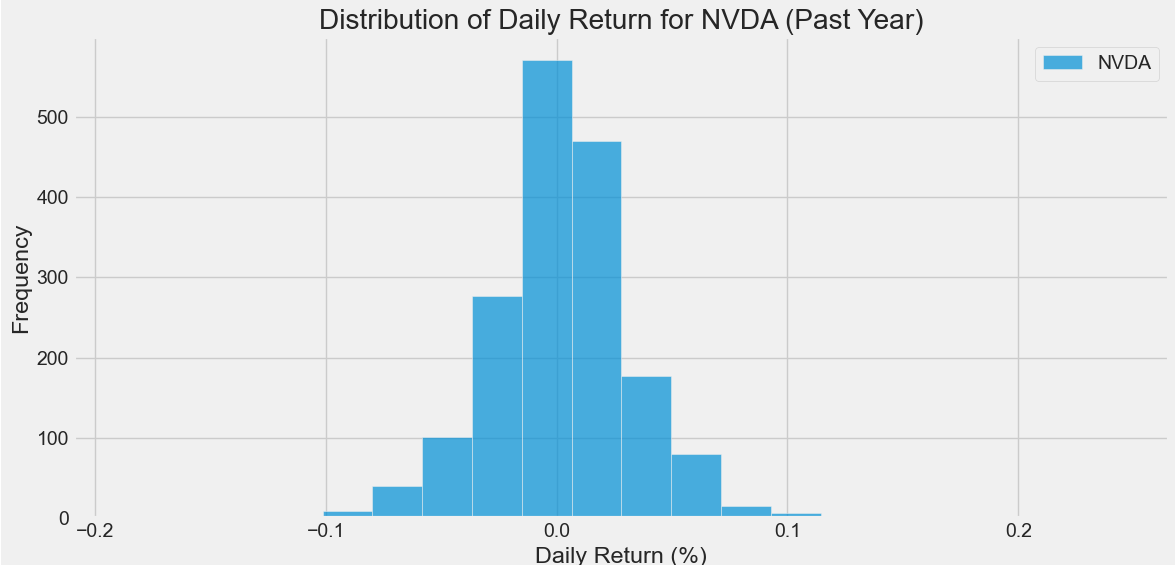 Distribution of Daily Return for NVDA (Past Year)
NVDA
500
400
300
200
100
0
Frequency
−0.2
−0.1
0.0
0.1
0.2
Daily Return (%)